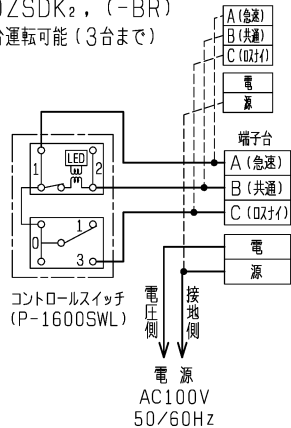 ZSDK₂, (-BR)
台運転可能(3台まで)
A(急速)
B(共通)
C(ロスナイ)
電
源
端子台
A(急速)
B(共通)
C(ロスナイ)
電
源
LED
1
2
1
0
3
コントロールスイッチ
(P-1600SWL)
電圧側
接地側
電源
AC100V
50/60Hz